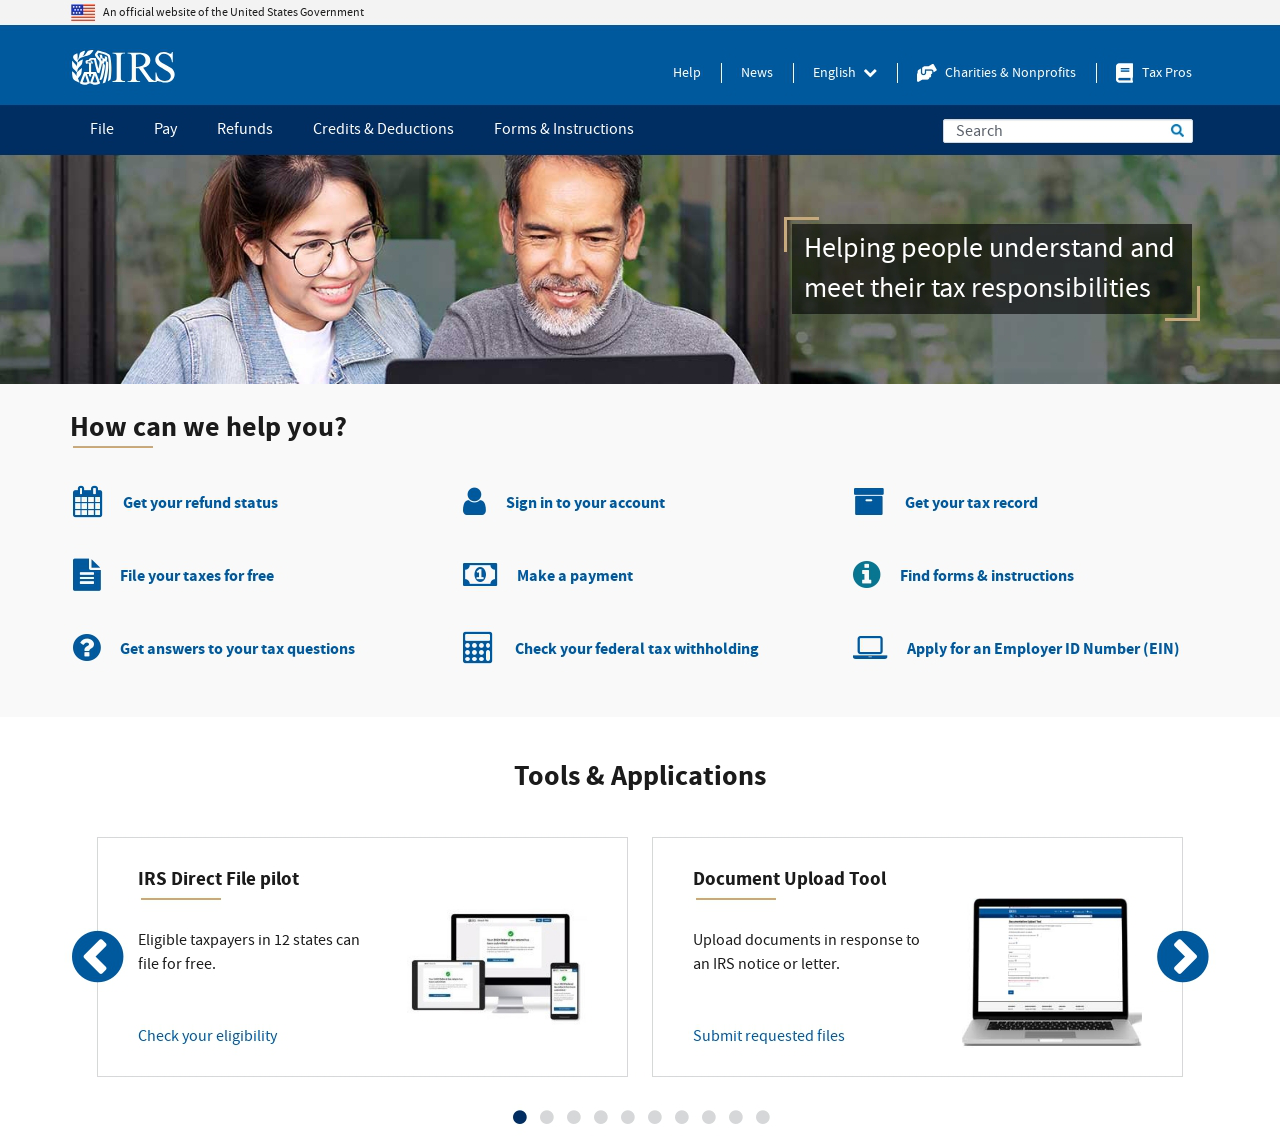 An official website of the United States Government
IRS
Help
News
English
Charities & Nonprofits
Tax Pros
File
Pay
Refunds
Credits & Deductions
Forms & Instructions
Search
Helping people understand and
meet their tax responsibilities
How can we help you?
Get your refund status
Sign in to your account
Get your tax record
File your taxes for free
Make a payment
Find forms & instructions
Get answers to your tax questions
Check your federal tax withholding
Apply for an Employer ID Number (EIN)
Tools & Applications
IRS Direct File pilot
Eligible taxpayers in 12 states can
file for free.
Check your eligibility
Document Upload Tool
Upload documents in response to
an IRS notice or letter.
Submit requested files